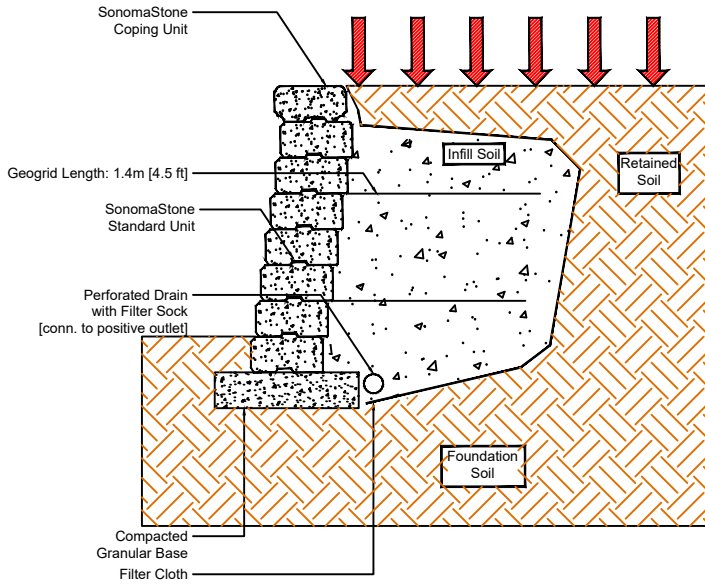 SonomaStone
Coping Unit
Infill Soil
Retained
Soil
Geogrid Length: 1.4m [4.5 ft]
SonomaStone
Standard Unit
Perforated Drain
with Filter Sock
[conn. to positive outlet]
Foundation
Soil
Compacted
Granular Base
Filter Cloth